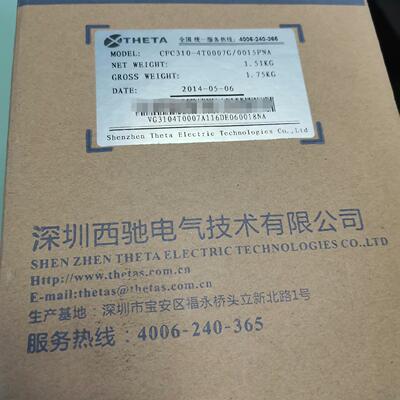 THETA 全国统一服务热线: 4006-240-365
MODEL: CFC310-4T0007G/0015PNA
NET WEIGHT: 1.51KG
GROSS WEIGHT: 1.75KG
DATE: 2014-05-06
VG3104T0007A116DE060018NA
Shenzhen Theta Electric Technologies Co., Ltd
深圳西驰电气技术有限公司
SHEN ZHEN THETA ELECTRIC TECHNOLOGIES CO.,LTD
Http://www.thetas.com.cn
E-mail:thetas@thetas.com.cn
生产基地: 深圳市宝安区福永桥头立新北路1号
服务热线: 4006-240-365